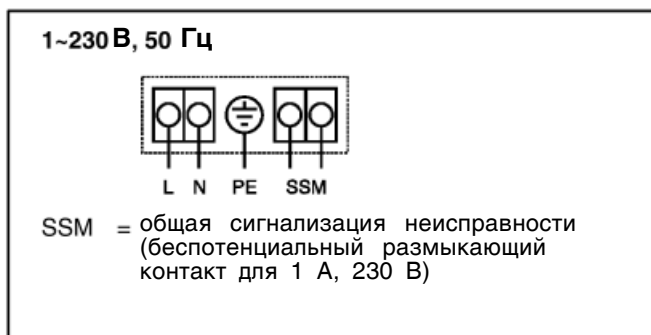 1~230 В, 50 Гц
L N PE SSM
SSM = общая сигнализация неисправности
(беспотенциальный размыкающий
контакт для 1 А, 230 В)